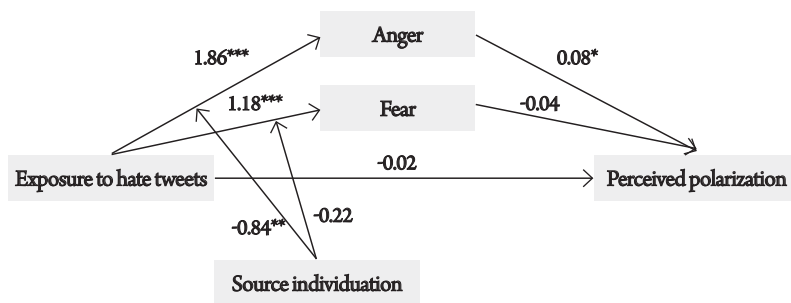 Anger
1.86***
0.08*
Fear
1.18***
-0.04
Exposure to hate tweets
-0.02
Perceived polarization
-0.84**
-0.22
Source individuation